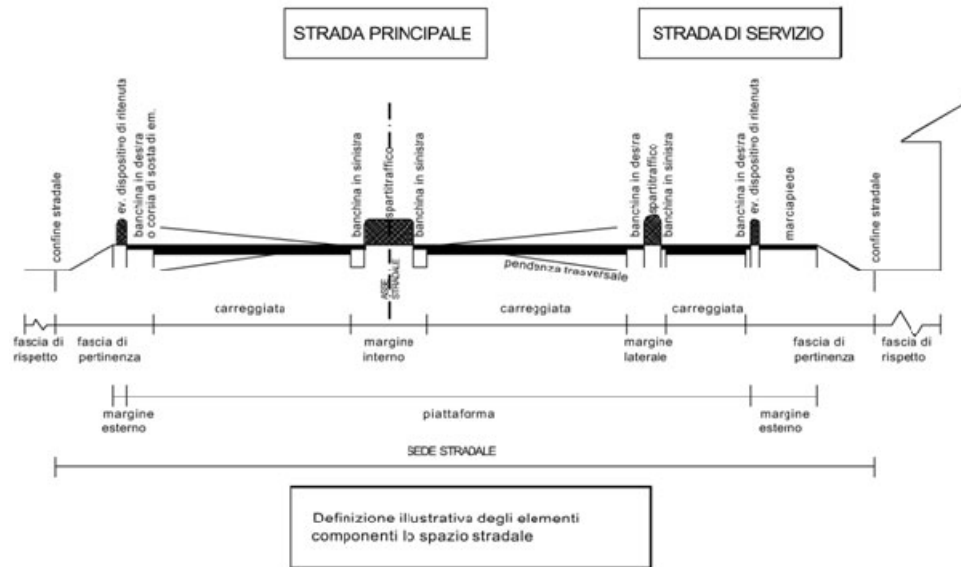 STRADA PRINCIPALE
STRADA DI SERVIZIO
confine stradale
ev. dispositivo di ritenuta
banchina in destra
o corsia di sosta di em.
banchina in sinistra
spartitraffico
banchina in sinistra
banchina in destra
spartitraffico
banchina in sinistra
banchina in destra
ev. dispositivo di ritenuta
marciapiede
confine stradale
pendenza trasversale
ASSE
STRADALE
carreggiata
carreggiata
carreggiata
fascia di
rispetto
fascia di
pertinenza
margine
interno
margine
laterale
fascia di
pertinenza
fascia di
rispetto
margine
esterno
piattaforma
margine
esterno
SEDE STRADALE
Definizione illustrativa degli elementi
componenti lo spazio stradale